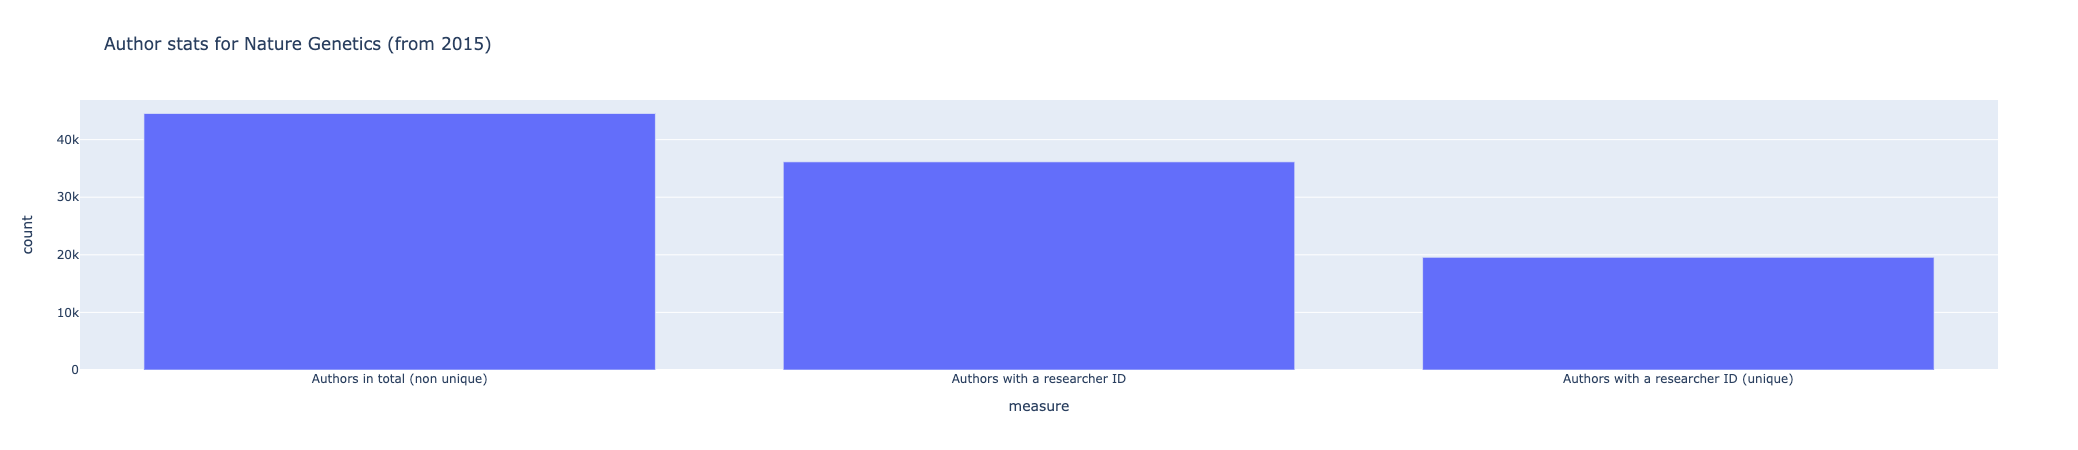 Author stats for Nature Genetics (from 2015)
count
40k
30k
20k
10k
0
Authors in total (non unique)
Authors with a researcher ID
Authors with a researcher ID (unique)
measure